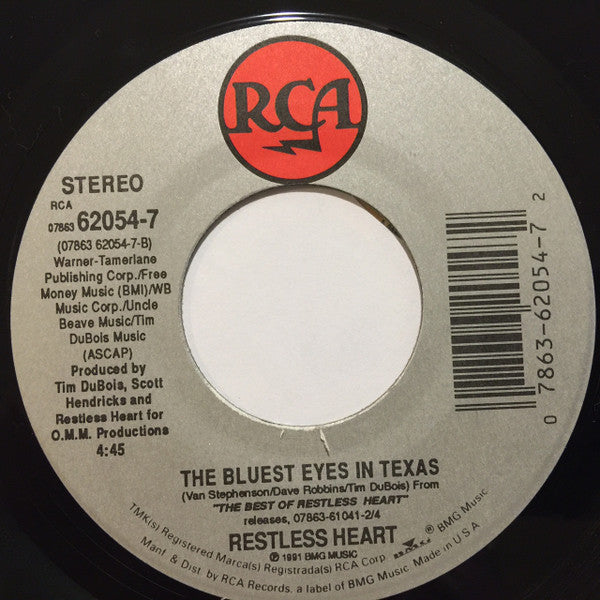 RCA
STEREO
RCA
07863 62054-7
(07863 62054-7-B)
Warner-Tamerlane
Publishing Corp./Free
Money Music (BMI)/WB
Music Corp./Uncle
Beave Music/Tim
DuBois Music
(ASCAP)
Produced by
Tim DuBois, Scott
Hendricks and
Restless Heart for
O.M.M. Productions
4:45
0 7863-62054-7 2
THE BLUEST EYES IN TEXAS
(Van Stephenson/Dave Robbins/Tim DuBois) From
"THE BEST OF RESTLESS HEART"
releases, 07863-61041-2/4
RESTLESS HEART
℗ 1991 BMG MUSIC
TMK(s) Registered Marca(s) Registrada(s) RCA Corp. BMG ® BMG Music
Manf. & Dist. by RCA Records, a label of BMG Music. Made in U.S.A